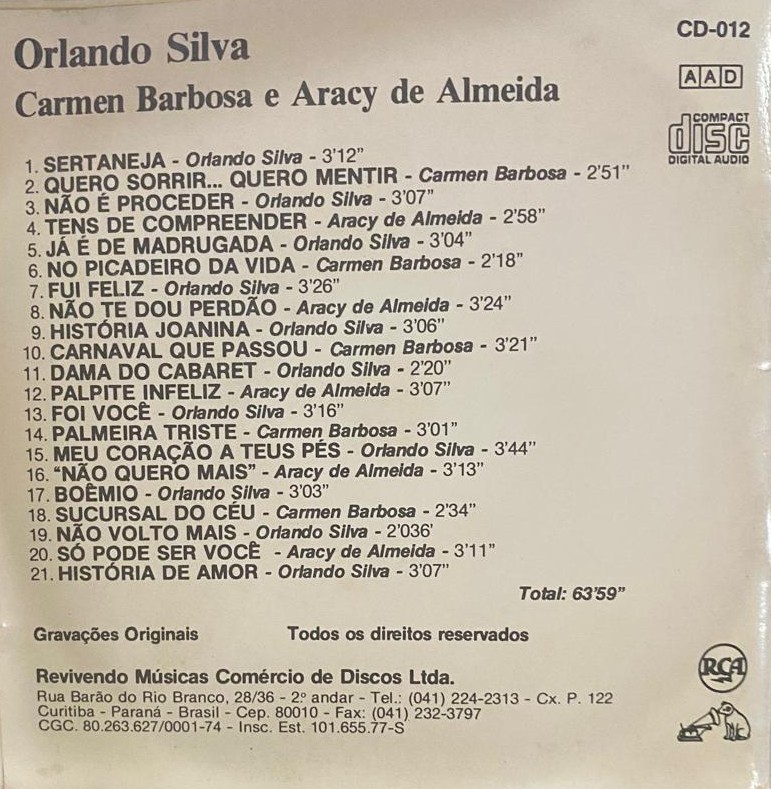 Orlando Silva
CD-012
Carmen Barbosa e Aracy de Almeida
AAD
COMPACT
disc
DIGITAL AUDIO
1. SERTANEJA - Orlando Silva - 3'12"
2. QUERO SORRIR... QUERO MENTIR - Carmen Barbosa - 2'51"
3. NÃO É PROCEDER - Orlando Silva - 3'07"
4. TENS DE COMPREENDER - Aracy de Almeida - 2'58"
5. JÁ É DE MADRUGADA - Orlando Silva - 3'04"
6. NO PICADEIRO DA VIDA - Carmen Barbosa - 2'18"
7. FUI FELIZ - Orlando Silva - 3'26"
8. NÃO TE DOU PERDÃO - Aracy de Almeida - 3'24"
9. HISTÓRIA JOANINA - Orlando Silva - 3'06"
10. CARNAVAL QUE PASSOU - Carmen Barbosa - 3'21"
11. DAMA DO CABARET - Orlando Silva - 2'20"
12. PALPITE INFELIZ - Aracy de Almeida - 3'07"
13. FOI VOCÊ - Orlando Silva - 3'16"
14. PALMEIRA TRISTE - Carmen Barbosa - 3'01"
15. MEU CORAÇÃO A TEUS PÉS - Orlando Silva - 3'44"
16. "NÃO QUERO MAIS" - Aracy de Almeida - 3'13"
17. BOÊMIO - Orlando Silva - 3'03"
18. SUCURSAL DO CÉU - Carmen Barbosa - 2'34"
19. NÃO VOLTO MAIS - Orlando Silva - 2'036'
20. SÓ PODE SER VOCÊ - Aracy de Almeida - 3'11"
21. HISTÓRIA DE AMOR - Orlando Silva - 3'07"
Total: 63'59"
Gravações Originais Todos os direitos reservados
Revivendo Músicas Comércio de Discos Ltda.
Rua Barão do Rio Branco, 28/36 - 2º andar - Tel.: (041) 224-2313 - Cx. P. 122
Curitiba - Paraná - Brasil - Cep. 80010 - Fax: (041) 232-3797
CGC. 80.263.627/0001-74 - Insc. Est. 101.655.77-S
RCA